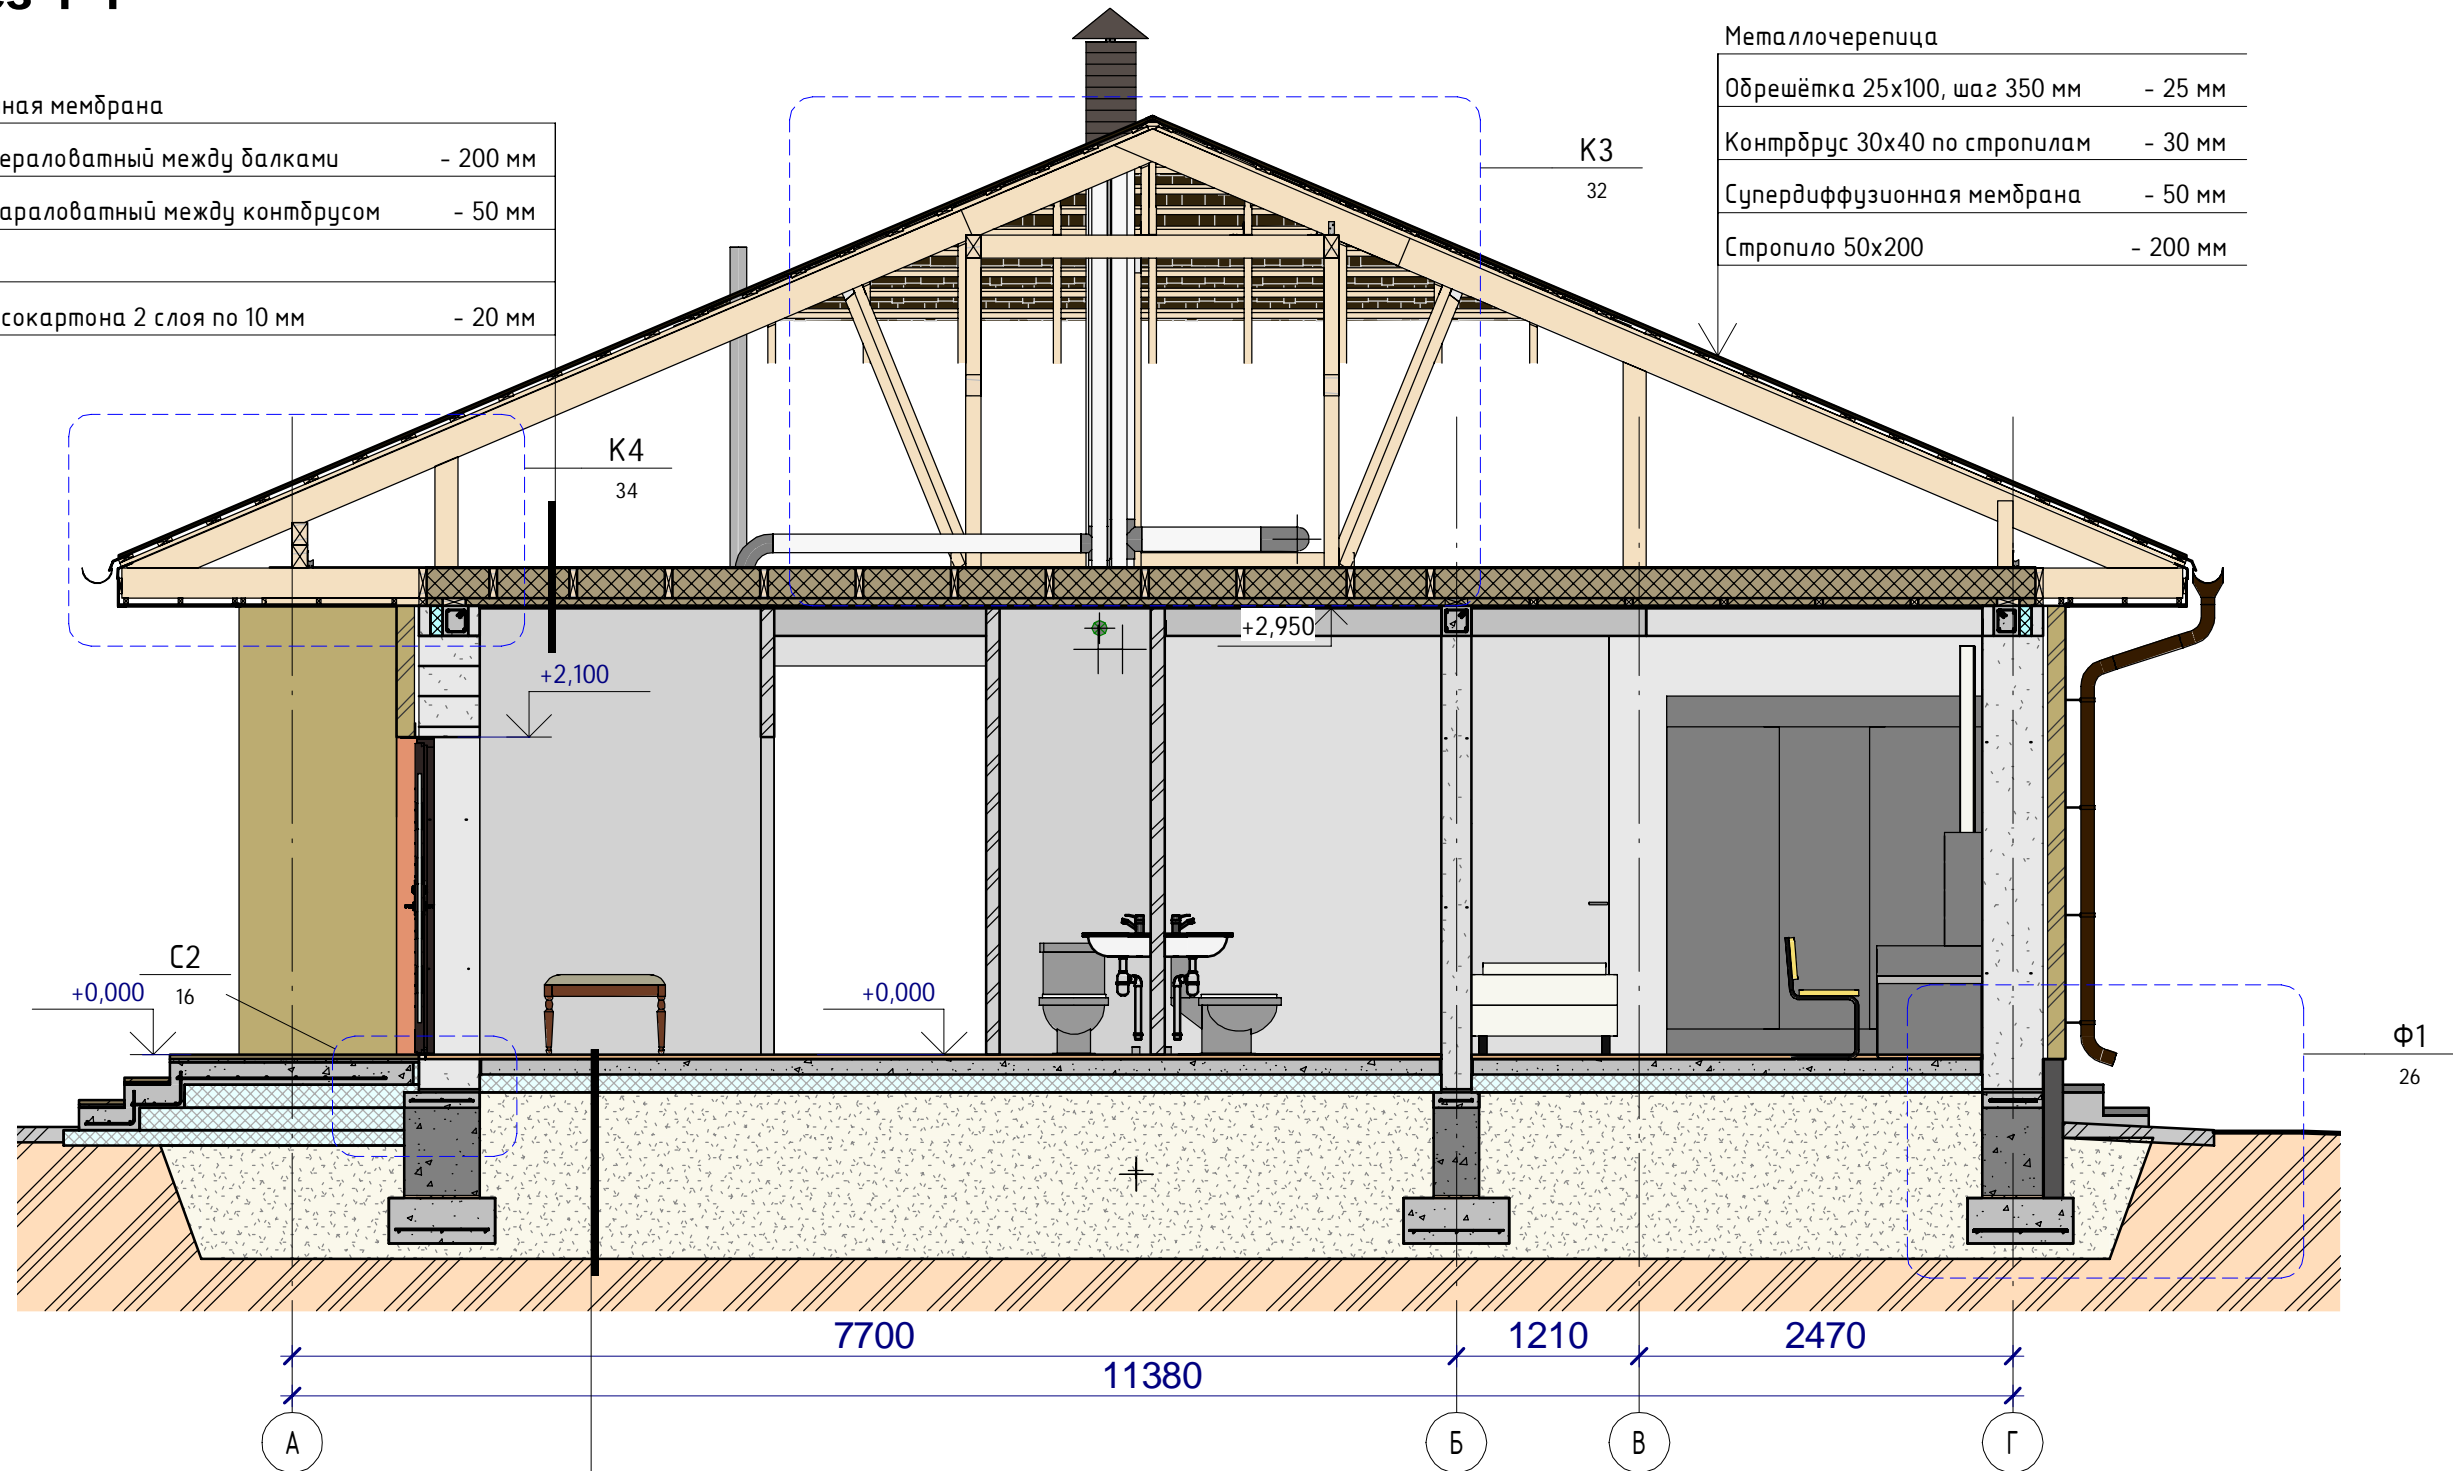 ная мембрана
ераловатный между балками - 200 мм
араловатный между контбрусом - 50 мм
сокартона 2 слоя по 10 мм - 20 мм
Металлочерепица
Обрешётка 25х100, шаг 350 мм - 25 мм
Контрбрус 30х40 по стропилам - 30 мм
Супердиффузионная мембрана - 50 мм
Стропило 50х200 - 200 мм
К3
32
К4
34
+2,950
+2,100
С2
16
+0,000
+0,000
Ф1
26
7700
1210
2470
11380
А
Б
В
Г